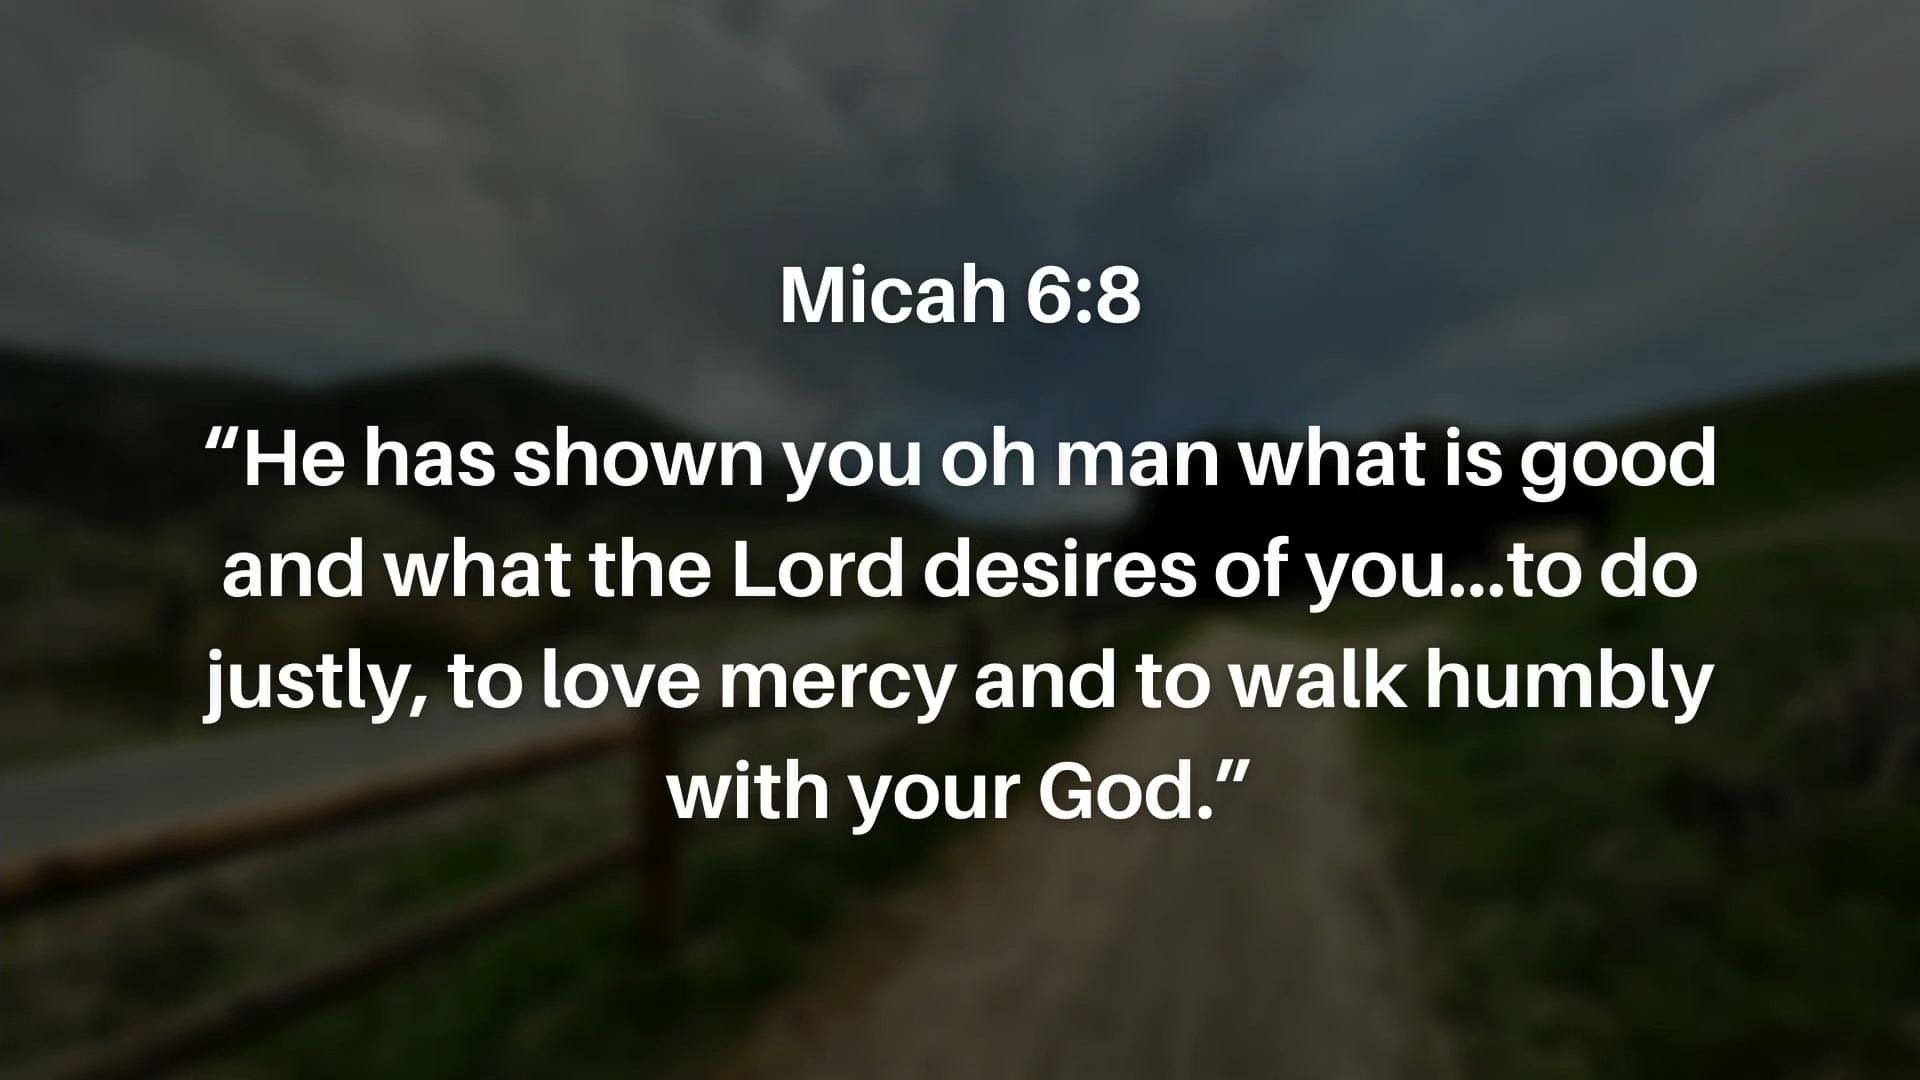 Micah 6:8
“He has shown you oh man what is good
and what the Lord desires of you...to do
justly, to love mercy and to walk humbly
with your God.”